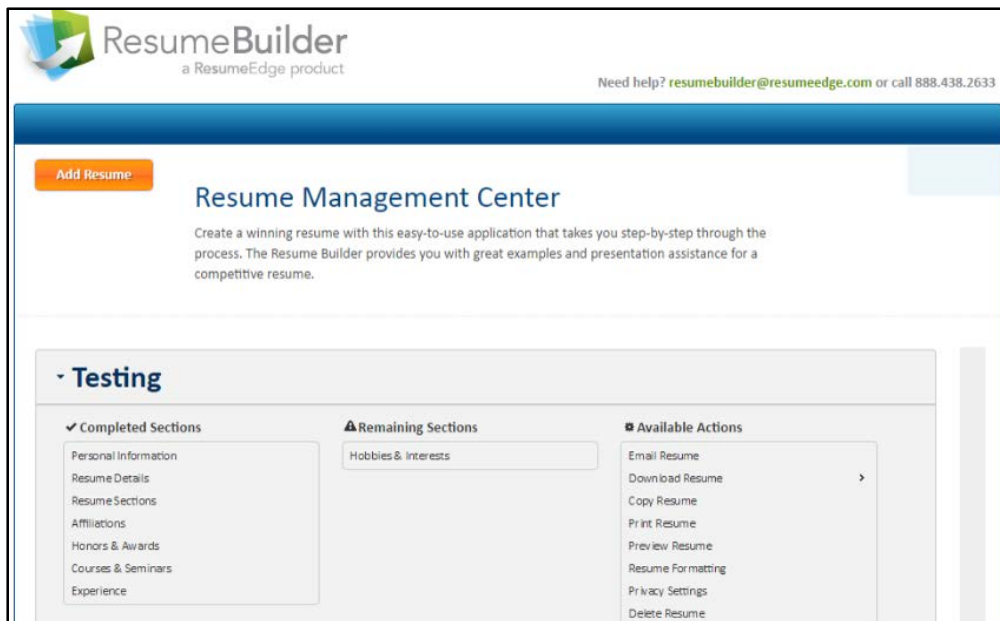 ResumeBuilder
a ResumeEdge product
Need help? resumebuilder@resumeedge.com or call 888.438.2633
Add Resume
Resume Management Center
Create a winning resume with this easy-to-use application that takes you step-by-step through the
process. The Resume Builder provides you with great examples and presentation assistance for a
competitive resume.
Testing
Completed Sections
Personal Information
Resume Details
Resume Sections
Affiliations
Honors & Awards
Courses & Seminars
Experience
Remaining Sections
Hobbies & Interests
Available Actions
Email Resume
Download Resume
Copy Resume
Print Resume
Preview Resume
Resume Formatting
Privacy Settings
Delete Resume